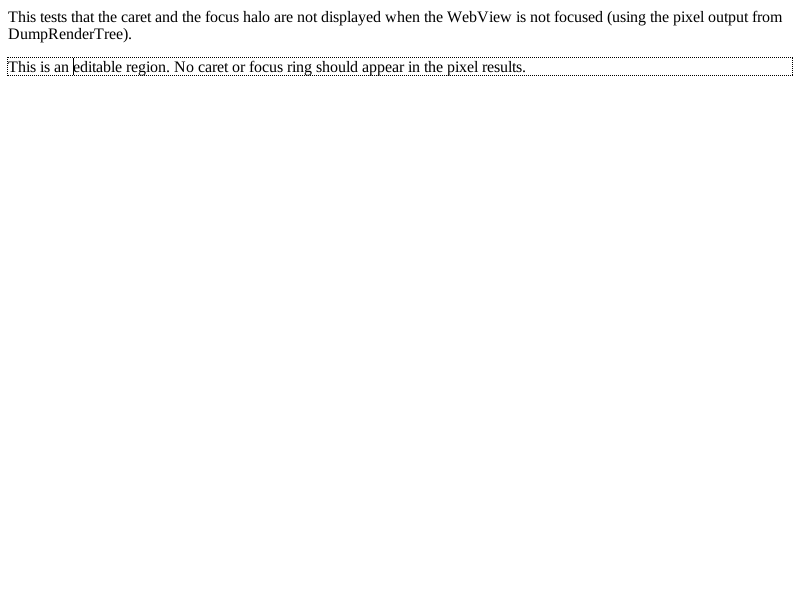 This tests that the caret and the focus halo are not displayed when the WebView is not focused (using the pixel output from
DumpRenderTree).
This is an editable region. No caret or focus ring should appear in the pixel results.